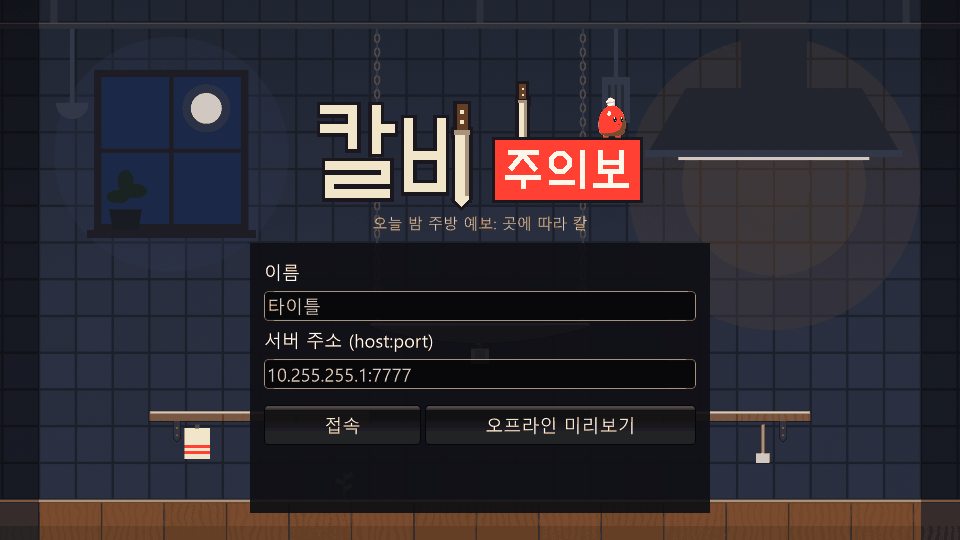 칼비
주의보
오늘 밤 주방 예보: 곳에 따라 칼
이름
타이틀
서버 주소 (host:port)
10.255.255.1:7777
접속
오프라인 미리보기